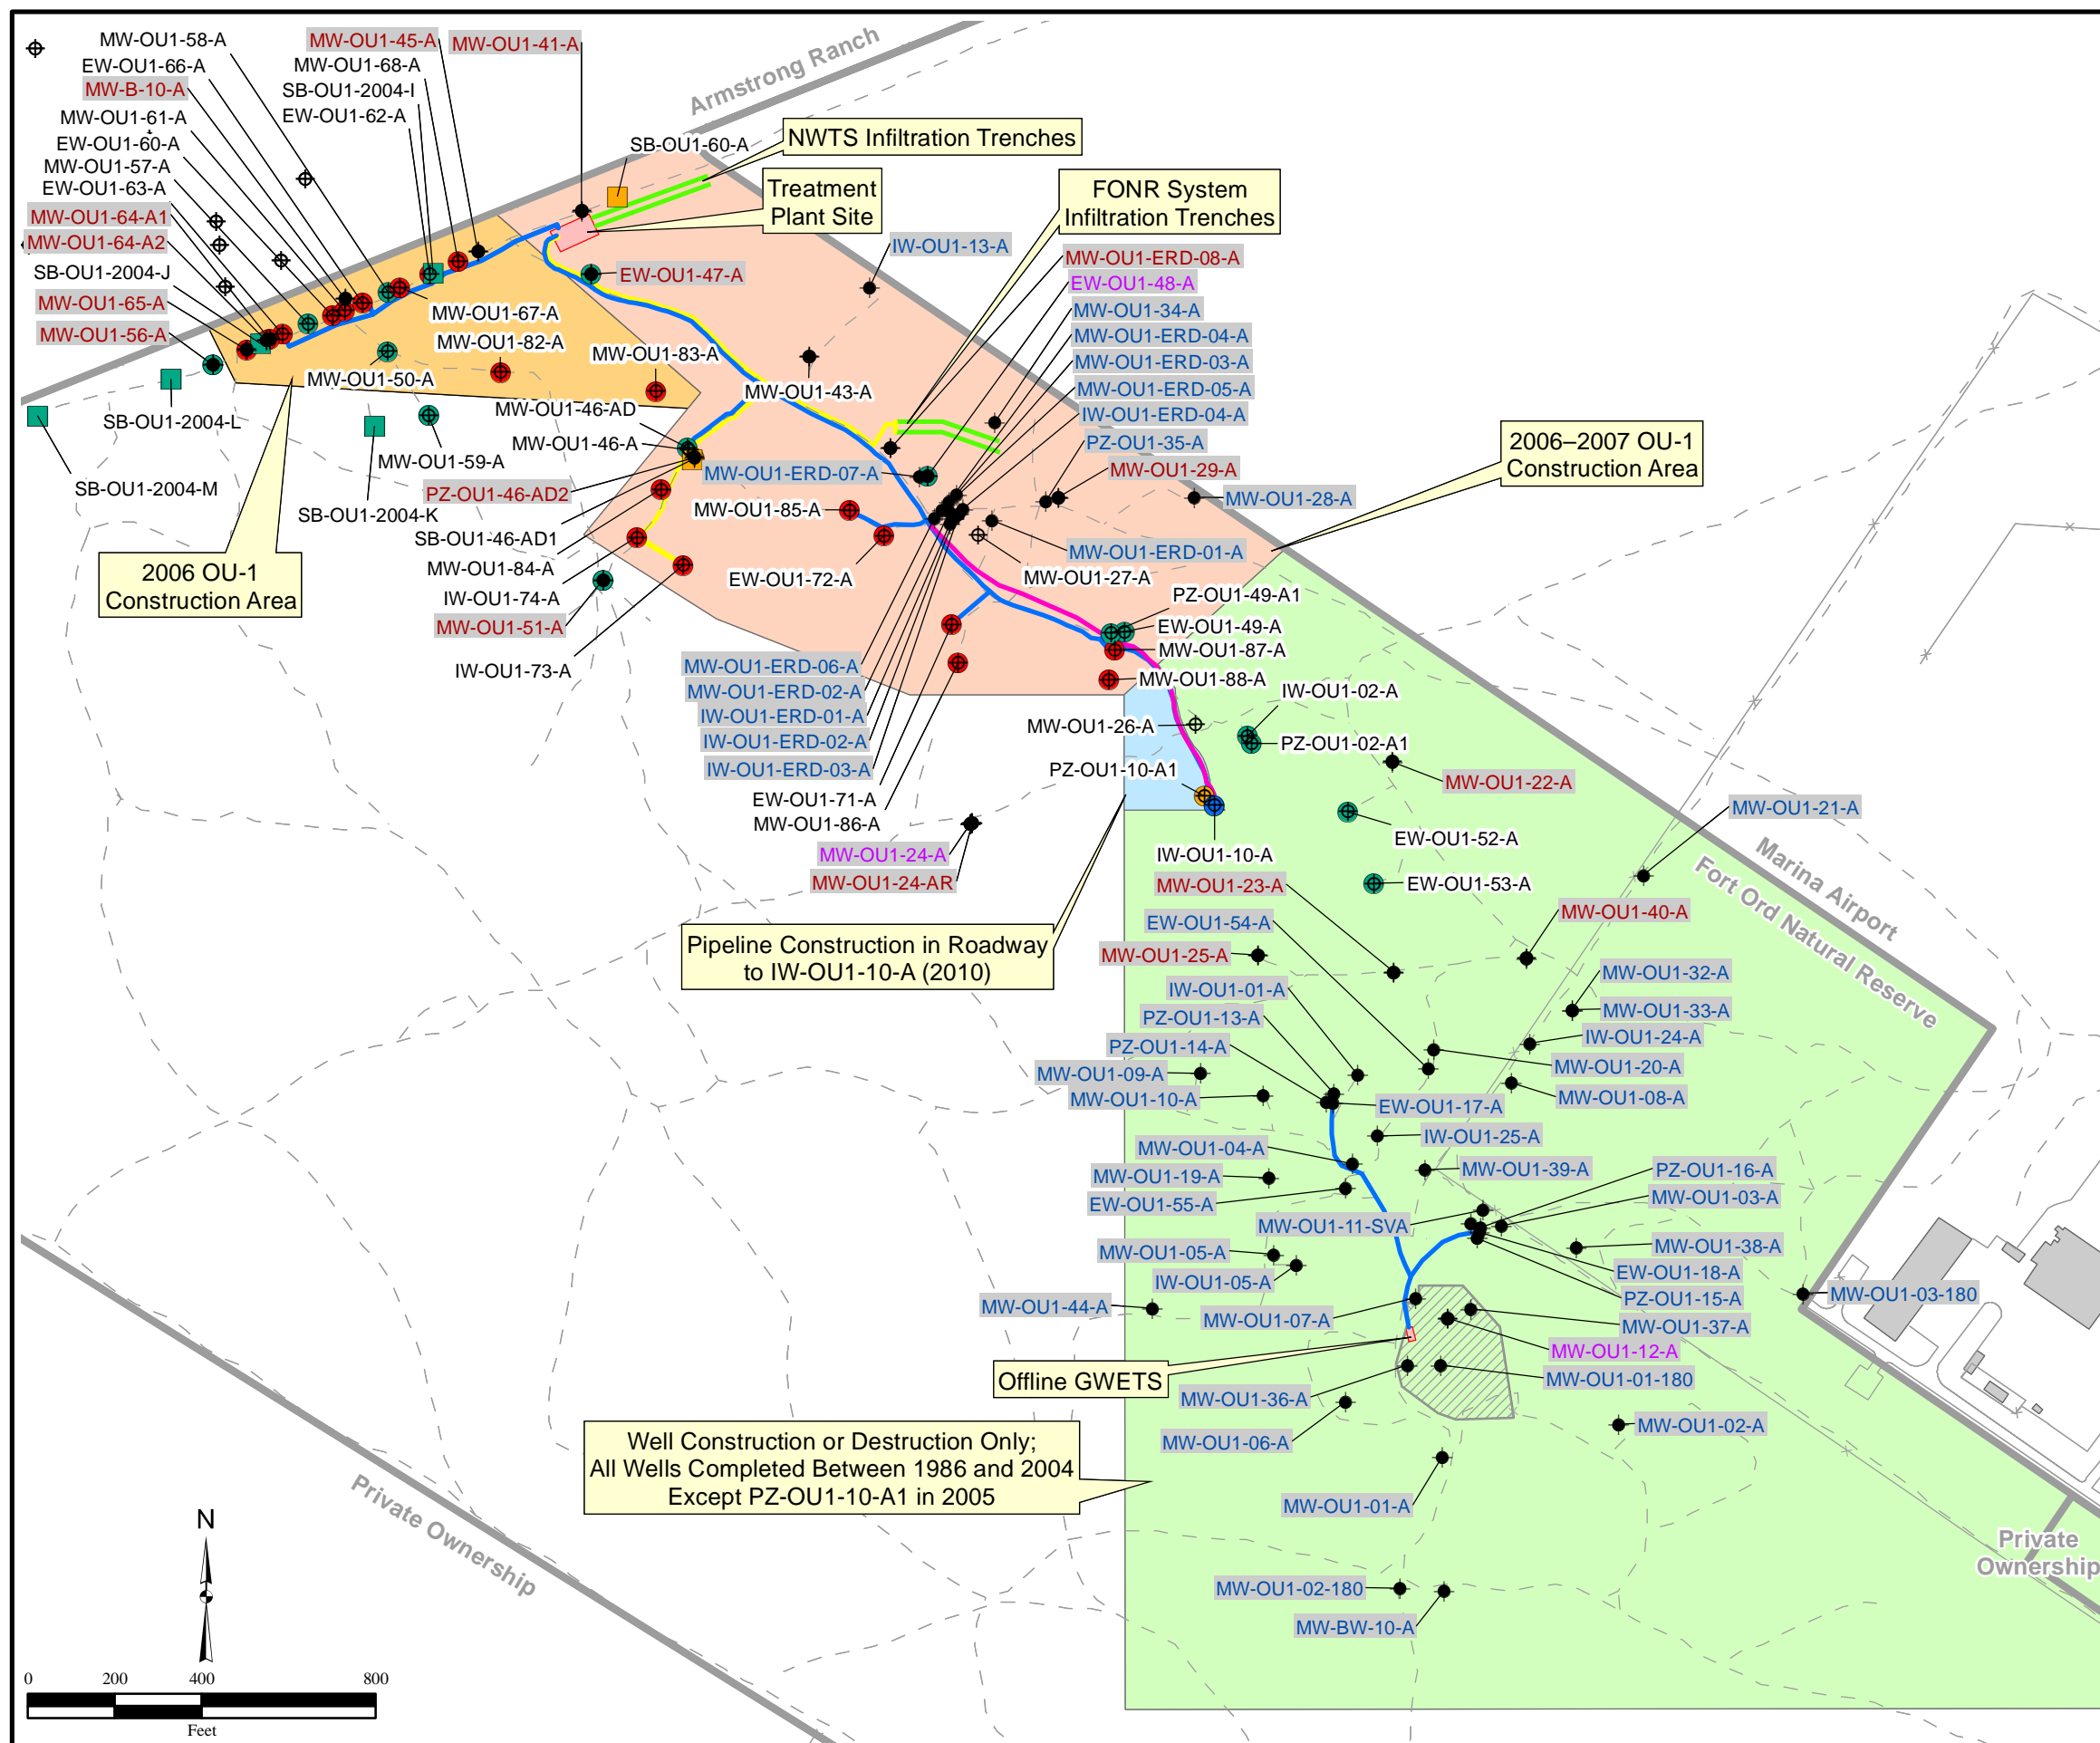 MW-OU1-58-A
EW-OU1-66-A
MW-B-10-A
MW-OU1-61-A
EW-OU1-60-A
MW-OU1-57-A
EW-OU1-63-A
MW-OU1-64-A1
MW-OU1-64-A2
SB-OU1-2004-J
MW-OU1-65-A
MW-OU1-56-A
MW-OU1-45-A
MW-OU1-68-A
SB-OU1-2004-I
EW-OU1-62-A
MW-OU1-41-A
Armstrong Ranch
SB-OU1-60-A
NWTS Infiltration Trenches
Treatment
Plant Site
FONR System
Infiltration Trenches
IW-OU1-13-A
EW-OU1-47-A
MW-OU1-ERD-08-A
EW-OU1-48-A
MW-OU1-34-A
MW-OU1-ERD-04-A
MW-OU1-ERD-03-A
MW-OU1-ERD-05-A
IW-OU1-ERD-04-A
PZ-OU1-35-A
MW-OU1-29-A
MW-OU1-28-A
2006–2007 OU-1
Construction Area
MW-OU1-67-A
MW-OU1-82-A
MW-OU1-83-A
MW-OU1-50-A
MW-OU1-43-A
SB-OU1-2004-L
MW-OU1-46-AD
MW-OU1-46-A
MW-OU1-59-A
SB-OU1-2004-M
SB-OU1-2004-K
PZ-OU1-46-AD2
MW-OU1-ERD-07-A
MW-OU1-85-A
SB-OU1-46-AD1
MW-OU1-84-A
IW-OU1-74-A
MW-OU1-51-A
IW-OU1-73-A
2006 OU-1
Construction Area
EW-OU1-72-A
MW-OU1-ERD-01-A
MW-OU1-27-A
PZ-OU1-49-A1
EW-OU1-49-A
MW-OU1-87-A
MW-OU1-88-A
MW-OU1-ERD-06-A
MW-OU1-ERD-02-A
IW-OU1-ERD-01-A
IW-OU1-ERD-02-A
IW-OU1-ERD-03-A
EW-OU1-71-A
MW-OU1-86-A
MW-OU1-24-A
MW-OU1-24-AR
IW-OU1-02-A
MW-OU1-26-A
PZ-OU1-02-A1
PZ-OU1-10-A1
MW-OU1-22-A
MW-OU1-21-A
EW-OU1-52-A
IW-OU1-10-A
EW-OU1-53-A
MW-OU1-23-A
Marina Airport
Fort Ord Natural Reserve
MW-OU1-40-A
EW-OU1-54-A
Pipeline Construction in Roadway
to IW-OU1-10-A (2010)
MW-OU1-25-A
MW-OU1-32-A
IW-OU1-01-A
MW-OU1-33-A
PZ-OU1-13-A
IW-OU1-24-A
PZ-OU1-14-A
MW-OU1-20-A
MW-OU1-09-A
MW-OU1-08-A
MW-OU1-10-A
EW-OU1-17-A
IW-OU1-25-A
MW-OU1-04-A
MW-OU1-39-A
PZ-OU1-16-A
MW-OU1-19-A
MW-OU1-03-A
EW-OU1-55-A
MW-OU1-11-SVA
MW-OU1-38-A
MW-OU1-05-A
EW-OU1-18-A
IW-OU1-05-A
PZ-OU1-15-A
MW-OU1-03-180
MW-OU1-44-A
MW-OU1-07-A
MW-OU1-37-A
MW-OU1-12-A
Offline GWETS
MW-OU1-01-180
MW-OU1-36-A
MW-OU1-02-A
MW-OU1-06-A
Well Construction or Destruction Only;
All Wells Completed Between 1986 and 2004
Except PZ-OU1-10-A1 in 2005
MW-OU1-01-A
Private Ownership
Private
Ownership
MW-OU1-02-180
MW-BW-10-A
N
0 200 400 800
Feet